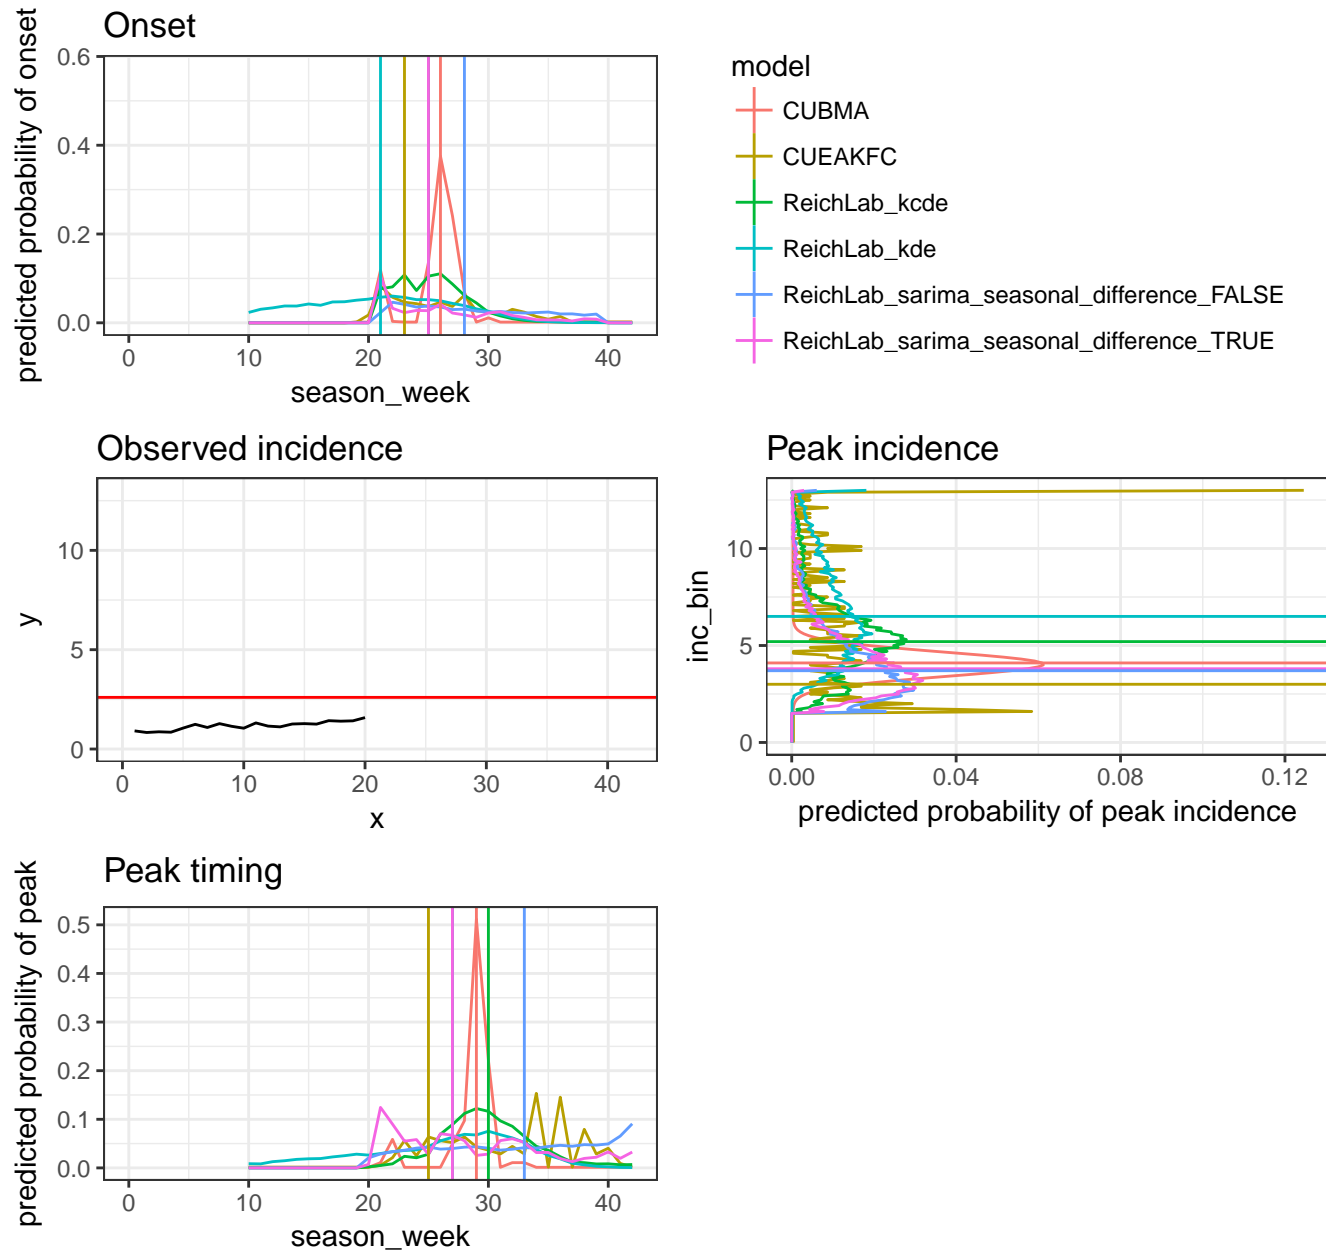 Onset
predicted probability of onset
0.6
0.4
0.2
0.0
0 10 20 30 40
season_week
model
CUBMA
CUEAKFC
ReichLab_kcde
ReichLab_kde
ReichLab_sarima_seasonal_difference_FALSE
ReichLab_sarima_seasonal_difference_TRUE
Observed incidence
y
10
5
0
0 10 20 30 40
x
Peak incidence
inc_bin
10
5
0
0.00 0.04 0.08 0.12
predicted probability of peak incidence
Peak timing
predicted probability of peak
0.5
0.4
0.3
0.2
0.1
0.0
0 10 20 30 40
season_week